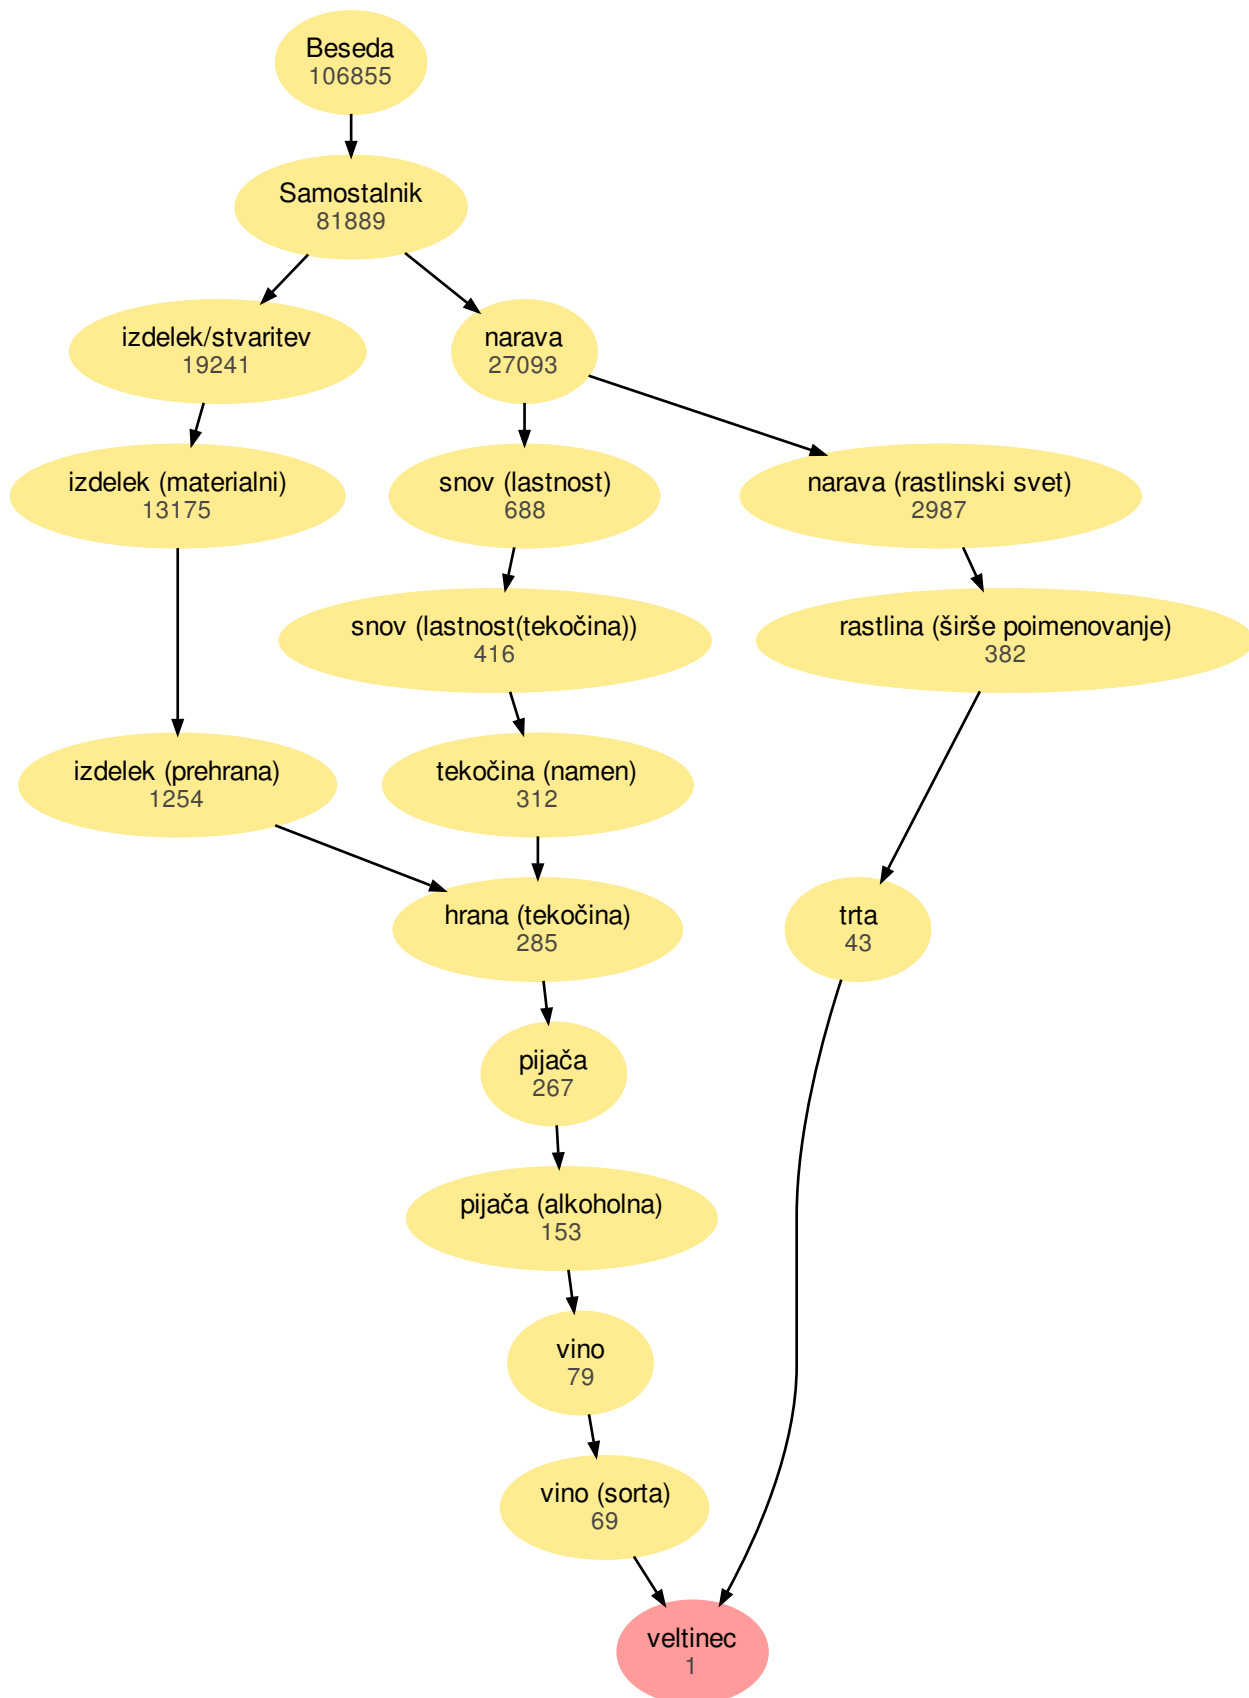 Beseda
106855
Samostalnik
81889
izdelek/stvaritev
19241
narava
27093
izdelek (materialni)
13175
snov (lastnost)
688
narava (rastlinski svet)
2987
snov (lastnost(tekočina))
416
rastlina (širše poimenovanje)
382
izdelek (prehrana)
1254
tekočina (namen)
312
hrana (tekočina)
285
trta
43
pijača
267
pijača (alkoholna)
153
vino
79
vino (sorta)
69
veltinec
1